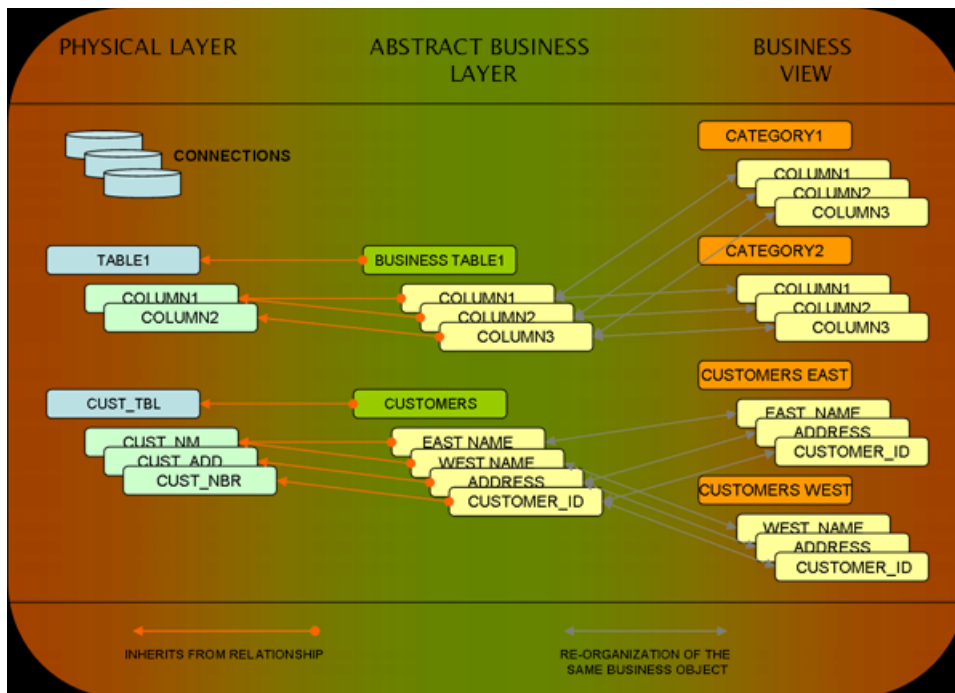 PHYSICAL LAYER
ABSTRACT BUSINESS
LAYER
BUSINESS
VIEW
CONNECTIONS
TABLE1
COLUMN1
COLUMN2
CUST_TBL
CUST_NM
CUST_ADD
CUST_NBR
BUSINESS TABLE1
COLUMN1
COLUMN2
COLUMN3
CUSTOMERS
EAST NAME
WEST NAME
ADDRESS
CUSTOMER_ID
CATEGORY1
COLUMN1
COLUMN2
COLUMN3
CATEGORY2
COLUMN1
COLUMN2
COLUMN3
CUSTOMERS EAST
EAST_NAME
ADDRESS
CUSTOMER_ID
CUSTOMERS WEST
WEST_NAME
ADDRESS
CUSTOMER_ID
INHERITS FROM RELATIONSHIP
RE-ORGANIZATION OF THE
SAME BUSINESS OBJECT